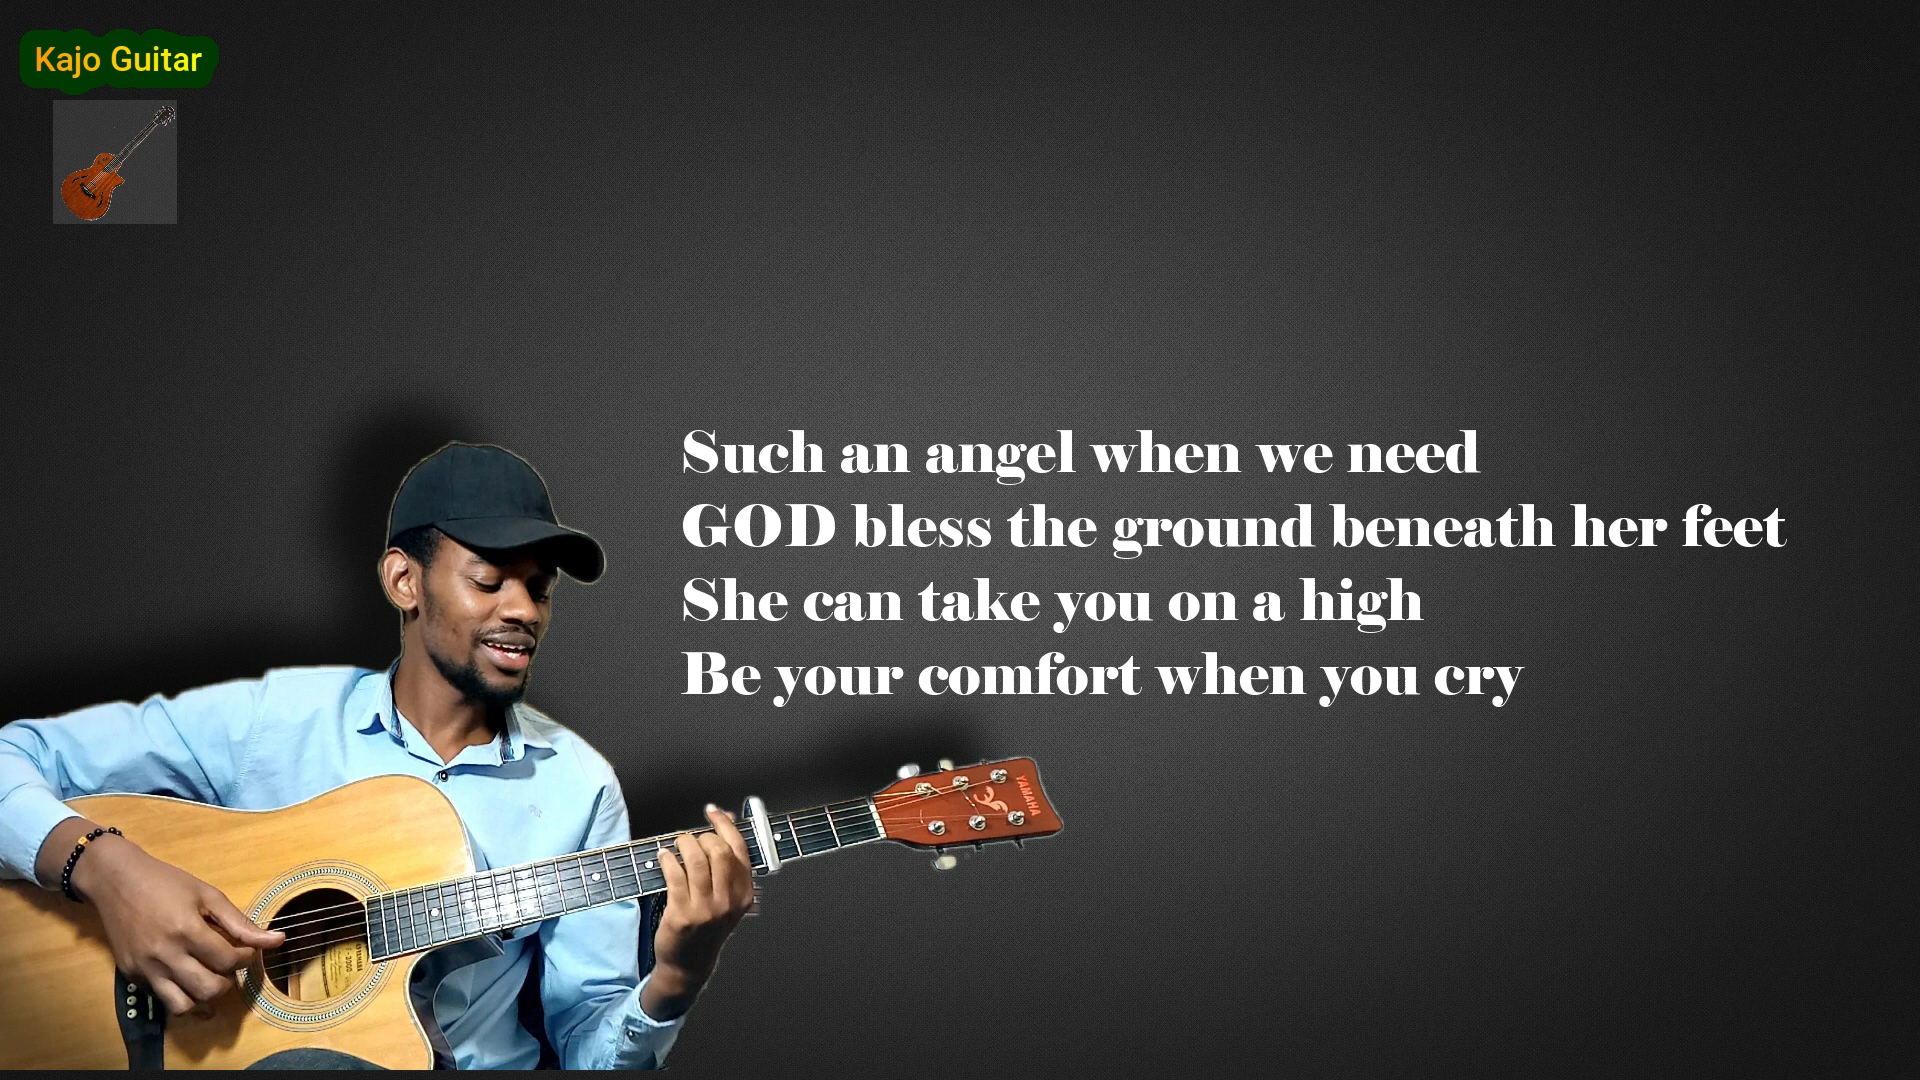 Kajo Guitar
Such an angel when we need
GOD bless the ground beneath her feet
She can take you on a high
Be your comfort when you cry
YAMAHA